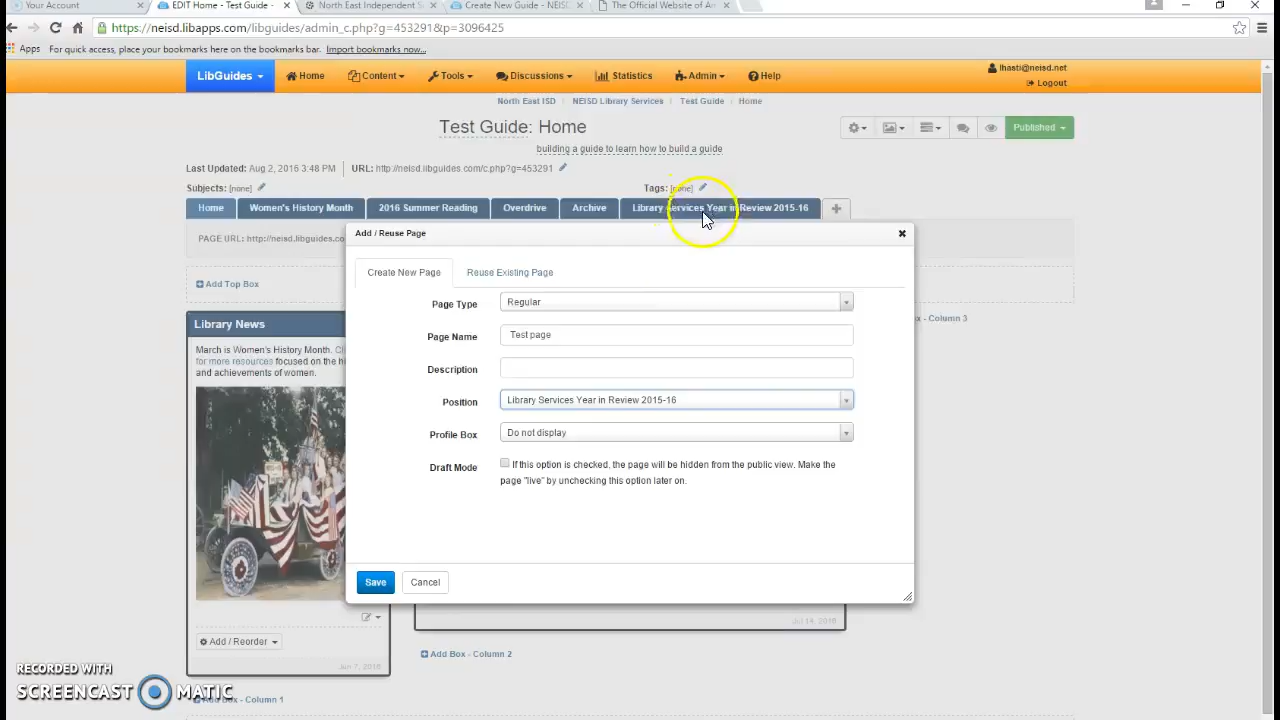 Your Account
EDIT Home - Test Guide -
North East Independent S
Create New Guide - NEIS
The Official Website of Ar
https://neisd.libapps.com/libguides/admin_c.php?g=453291&p=3096425
Apps For quick access, place your bookmarks here on the bookmarks bar. Import bookmarks now...
LibGuides Home Content Tools Discussions Statistics Admin Help
lhasti@neisd.net
Logout
North East ISD NEISD Library Services Test Guide Home
Test Guide: Home
Published
building a guide to learn how to build a guide
Last Updated: Aug 2, 2016 3:48 PM URL: http://neisd.libguides.com/c.php?g=453291
Subjects: [none] Tags: [none]
Home Women's History Month 2016 Summer Reading Overdrive Archive Library Services Year in Review 2015-16
PAGE URL: http://neisd.libguides.co
Add / Reuse Page
Create New Page Reuse Existing Page
Add Top Box
Page Type Regular
Page Name Test page
Description
Position Library Services Year in Review 2015-16
Profile Box Do not display
Draft Mode If this option is checked, the page will be hidden from the public view. Make the
page "live" by unchecking this option later on.
Save Cancel
ox - Column 3
Library News
March is Women's History Month. Cl
for more resources focused on the hi
and achievements of women.
Add / Reorder
Jun 7, 2016
Jul 14, 2016
Add Box - Column 2
Add Box - Column 1
RECORDED WITH
SCREENCAST MATIC